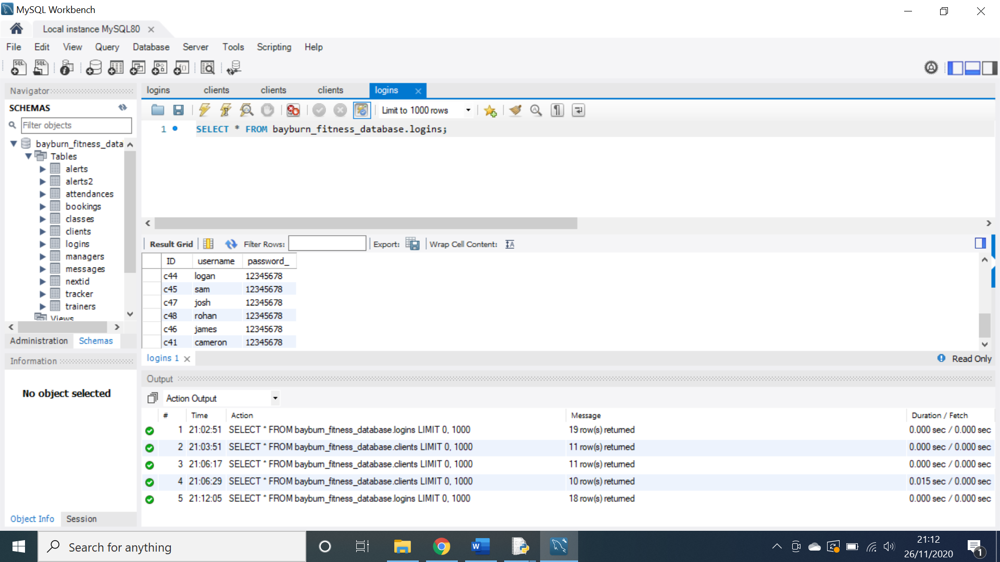 MySQL Workbench
Local instance MySQL80
File Edit View Query Database Server Tools Scripting Help
Navigator
SCHEMAS
Filter objects
bayburn_fitness_data
Tables
alerts
alerts2
attendances
bookings
classes
clients
logins
managers
messages
nextid
tracker
trainers
Views
Administration Schemas
Information
No object selected
Object Info Session
logins clients clients clients logins
Limit to 1000 rows
1 SELECT * FROM bayburn_fitness_database.logins;
Result Grid Filter Rows: Export: Wrap Cell Content:
ID username password_
c44 logan 12345678
c45 sam 12345678
c47 josh 12345678
c48 rohan 12345678
c46 james 12345678
c41 cameron 12345678
logins 1 Read Only
Output
Action Output
# Time Action Message Duration / Fetch
1 21:02:51 SELECT * FROM bayburn_fitness_database.logins LIMIT 0, 1000 19 row(s) returned 0.000 sec / 0.000 sec
2 21:03:51 SELECT * FROM bayburn_fitness_database.clients LIMIT 0, 1000 11 row(s) returned 0.000 sec / 0.000 sec
3 21:06:17 SELECT * FROM bayburn_fitness_database.clients LIMIT 0, 1000 11 row(s) returned 0.000 sec / 0.000 sec
4 21:06:29 SELECT * FROM bayburn_fitness_database.clients LIMIT 0, 1000 10 row(s) returned 0.015 sec / 0.000 sec
5 21:12:05 SELECT * FROM bayburn_fitness_database.logins LIMIT 0, 1000 18 row(s) returned 0.000 sec / 0.000 sec
Search for anything
21:12
26/11/2020
1